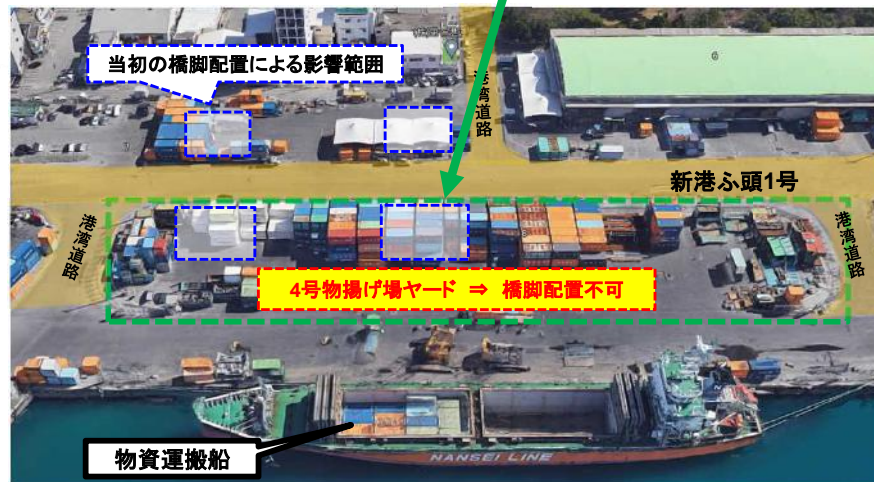 当初の橋脚配置による影響範囲
6
港湾道路
新港ふ頭1号
港湾道路
港湾道路
4号物揚げ場ヤード ⇒ 橋脚配置不可
物資運搬船
NANSEI LINE